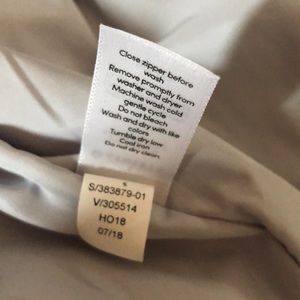 Close zipper before
wash
Remove promptly from
washer and dryer
Machine wash cold
gentle cycle
Do not bleach
Wash and dry with like
colors
Tumble dry low
Cool iron
Do not dry clean.
S/383879-01
V/305514
HO18
07/18